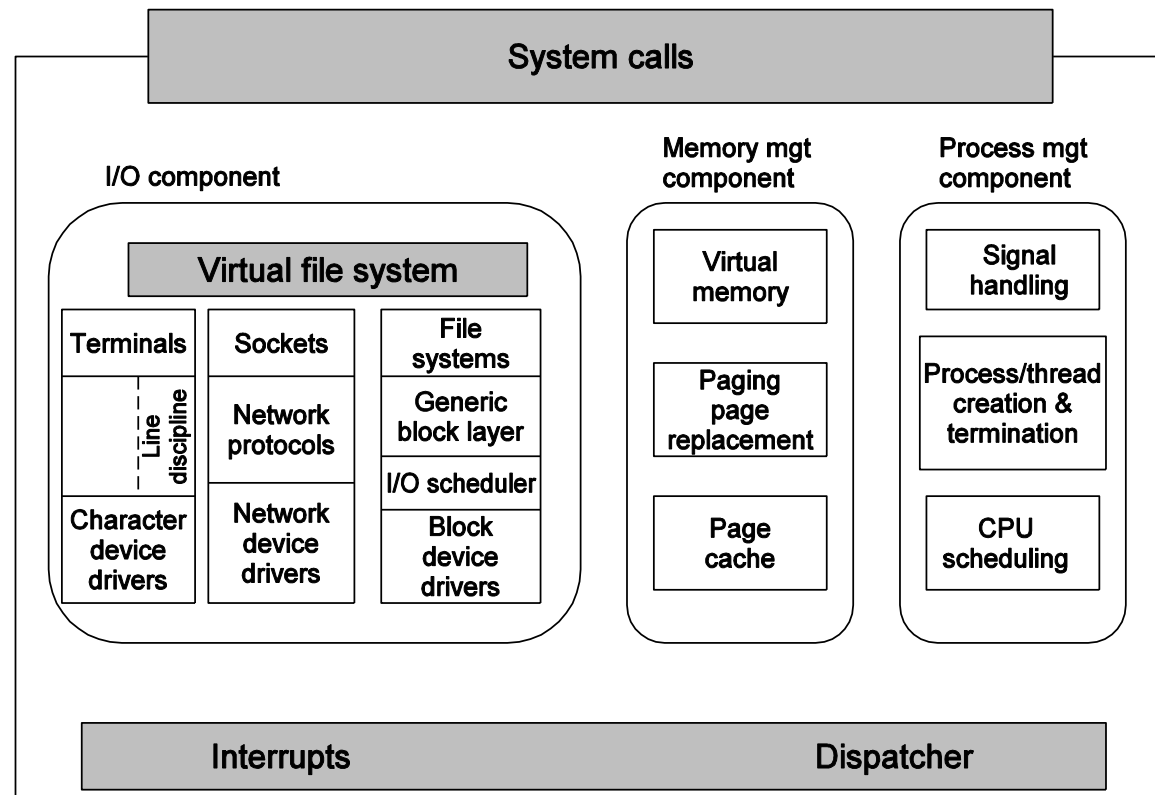 System calls
I/O component
Memory mgt
component
Process mgt
component
Virtual file system
Terminals
Line
discipline
Character
device
drivers
Sockets
Network
protocols
Network
device
drivers
File
systems
Generic
block layer
I/O scheduler
Block
device
drivers
Virtual
memory
Paging
page
replacement
Page
cache
Signal
handling
Process/thread
creation &
termination
CPU
scheduling
Interrupts
Dispatcher